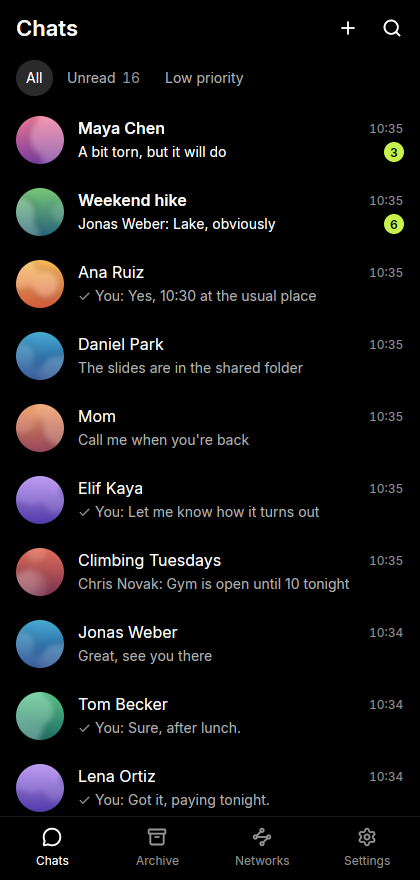 Chats
All Unread 16 Low priority
Maya Chen 10:35
A bit torn, but it will do 3
Weekend hike 10:35
Jonas Weber: Lake, obviously 6
Ana Ruiz 10:35
You: Yes, 10:30 at the usual place
Daniel Park 10:35
The slides are in the shared folder
Mom 10:35
Call me when you're back
Elif Kaya 10:35
You: Let me know how it turns out
Climbing Tuesdays 10:35
Chris Novak: Gym is open until 10 tonight
Jonas Weber 10:34
Great, see you there
Tom Becker 10:34
You: Sure, after lunch.
Lena Ortiz 10:34
You: Got it, paying tonight.
Chats Archive Networks Settings